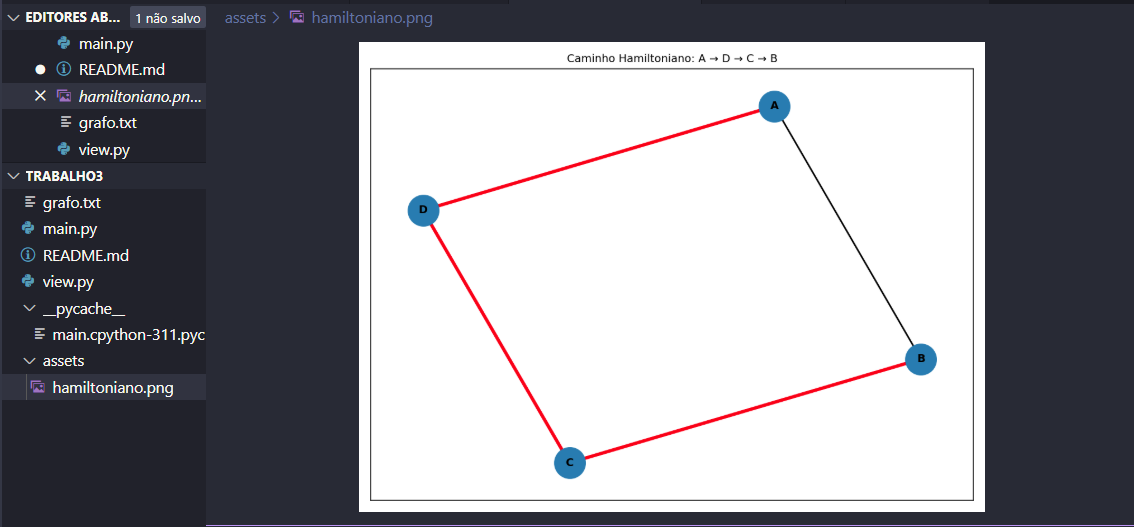 EDITORES AB... 1 não salvo
main.py
README.md
hamiltoniano.pn...
grafo.txt
view.py
TRABALHO3
grafo.txt
main.py
README.md
view.py
__pycache__
main.cpython-311.pyc
assets
hamiltoniano.png
assets > hamiltoniano.png
Caminho Hamiltoniano: A → D → C → B
A
D
B
C